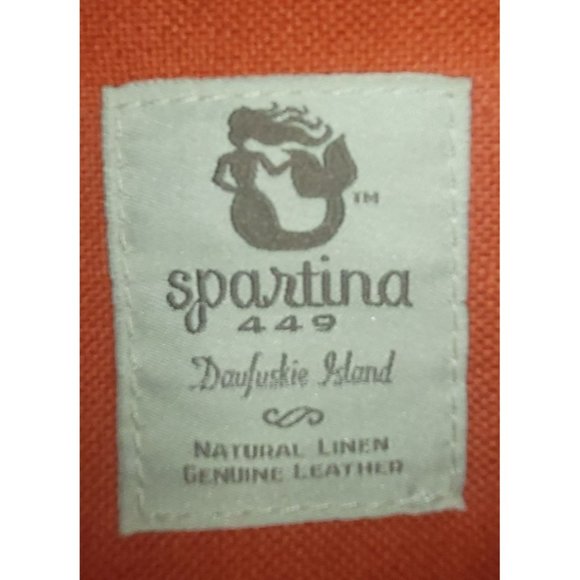 TM
spartina
449
Daufuskie Island
NATURAL LINEN
GENUINE LEATHER